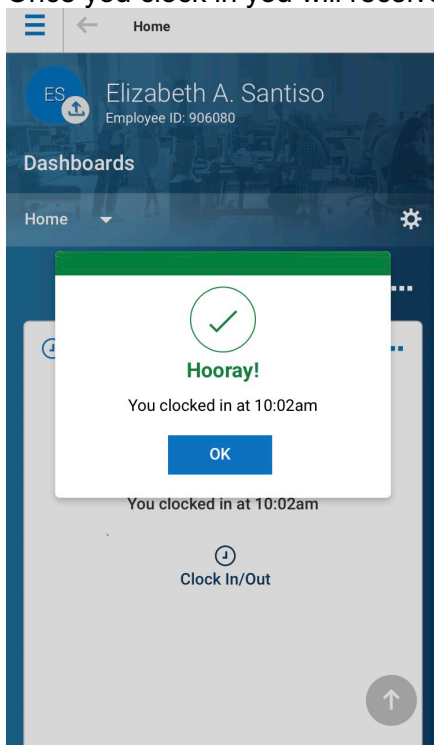 Once you clock in you will receive
Home
ES
Elizabeth A. Santiso
Employee ID: 906080
Dashboards
Home
Hooray!
You clocked in at 10:02am
OK
You clocked in at 10:02am
Clock In/Out